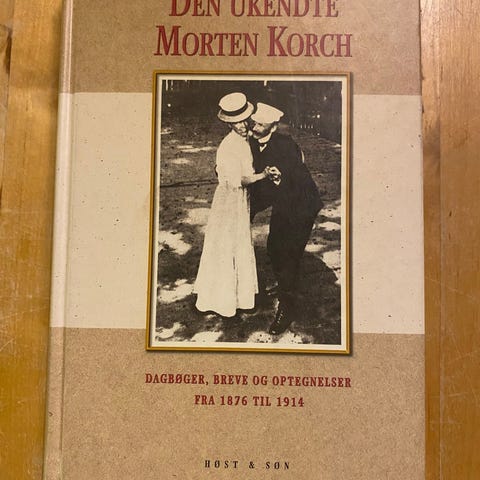 DEN UKENDTE
MORTEN KORCH
DAGBØGER, BREVE OG OPTEGNELSER
FRA 1876 TIL 1914
HØST & SØN